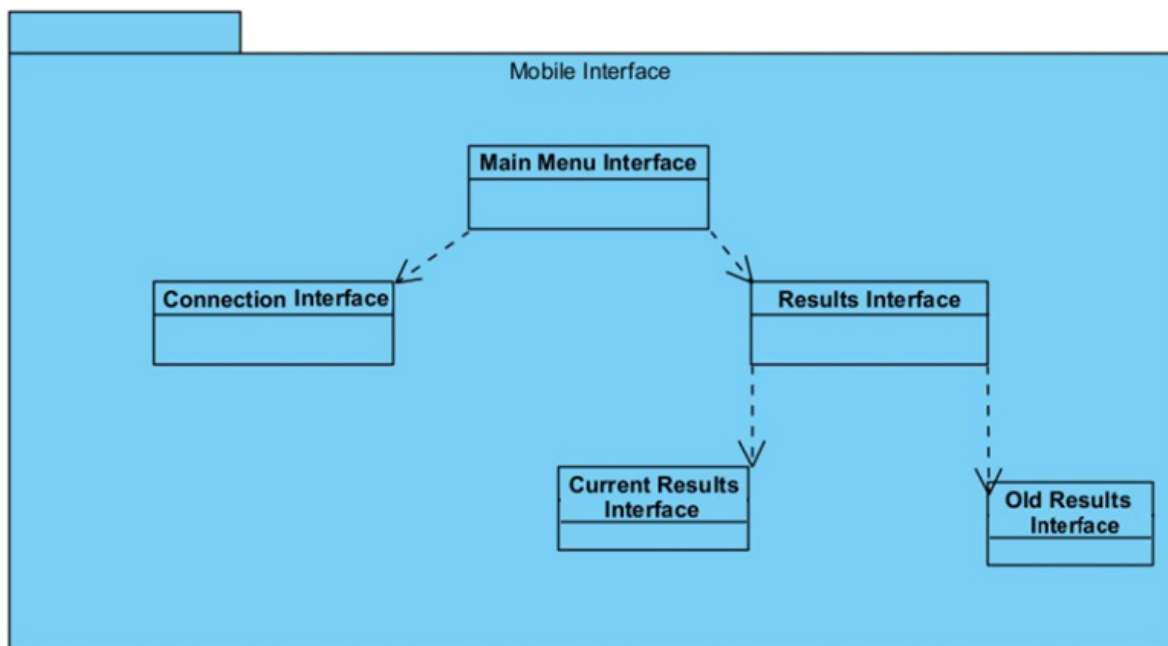 Mobile Interface
Main Menu Interface
Connection Interface
Results Interface
Current Results
Interface
Old Results
Interface